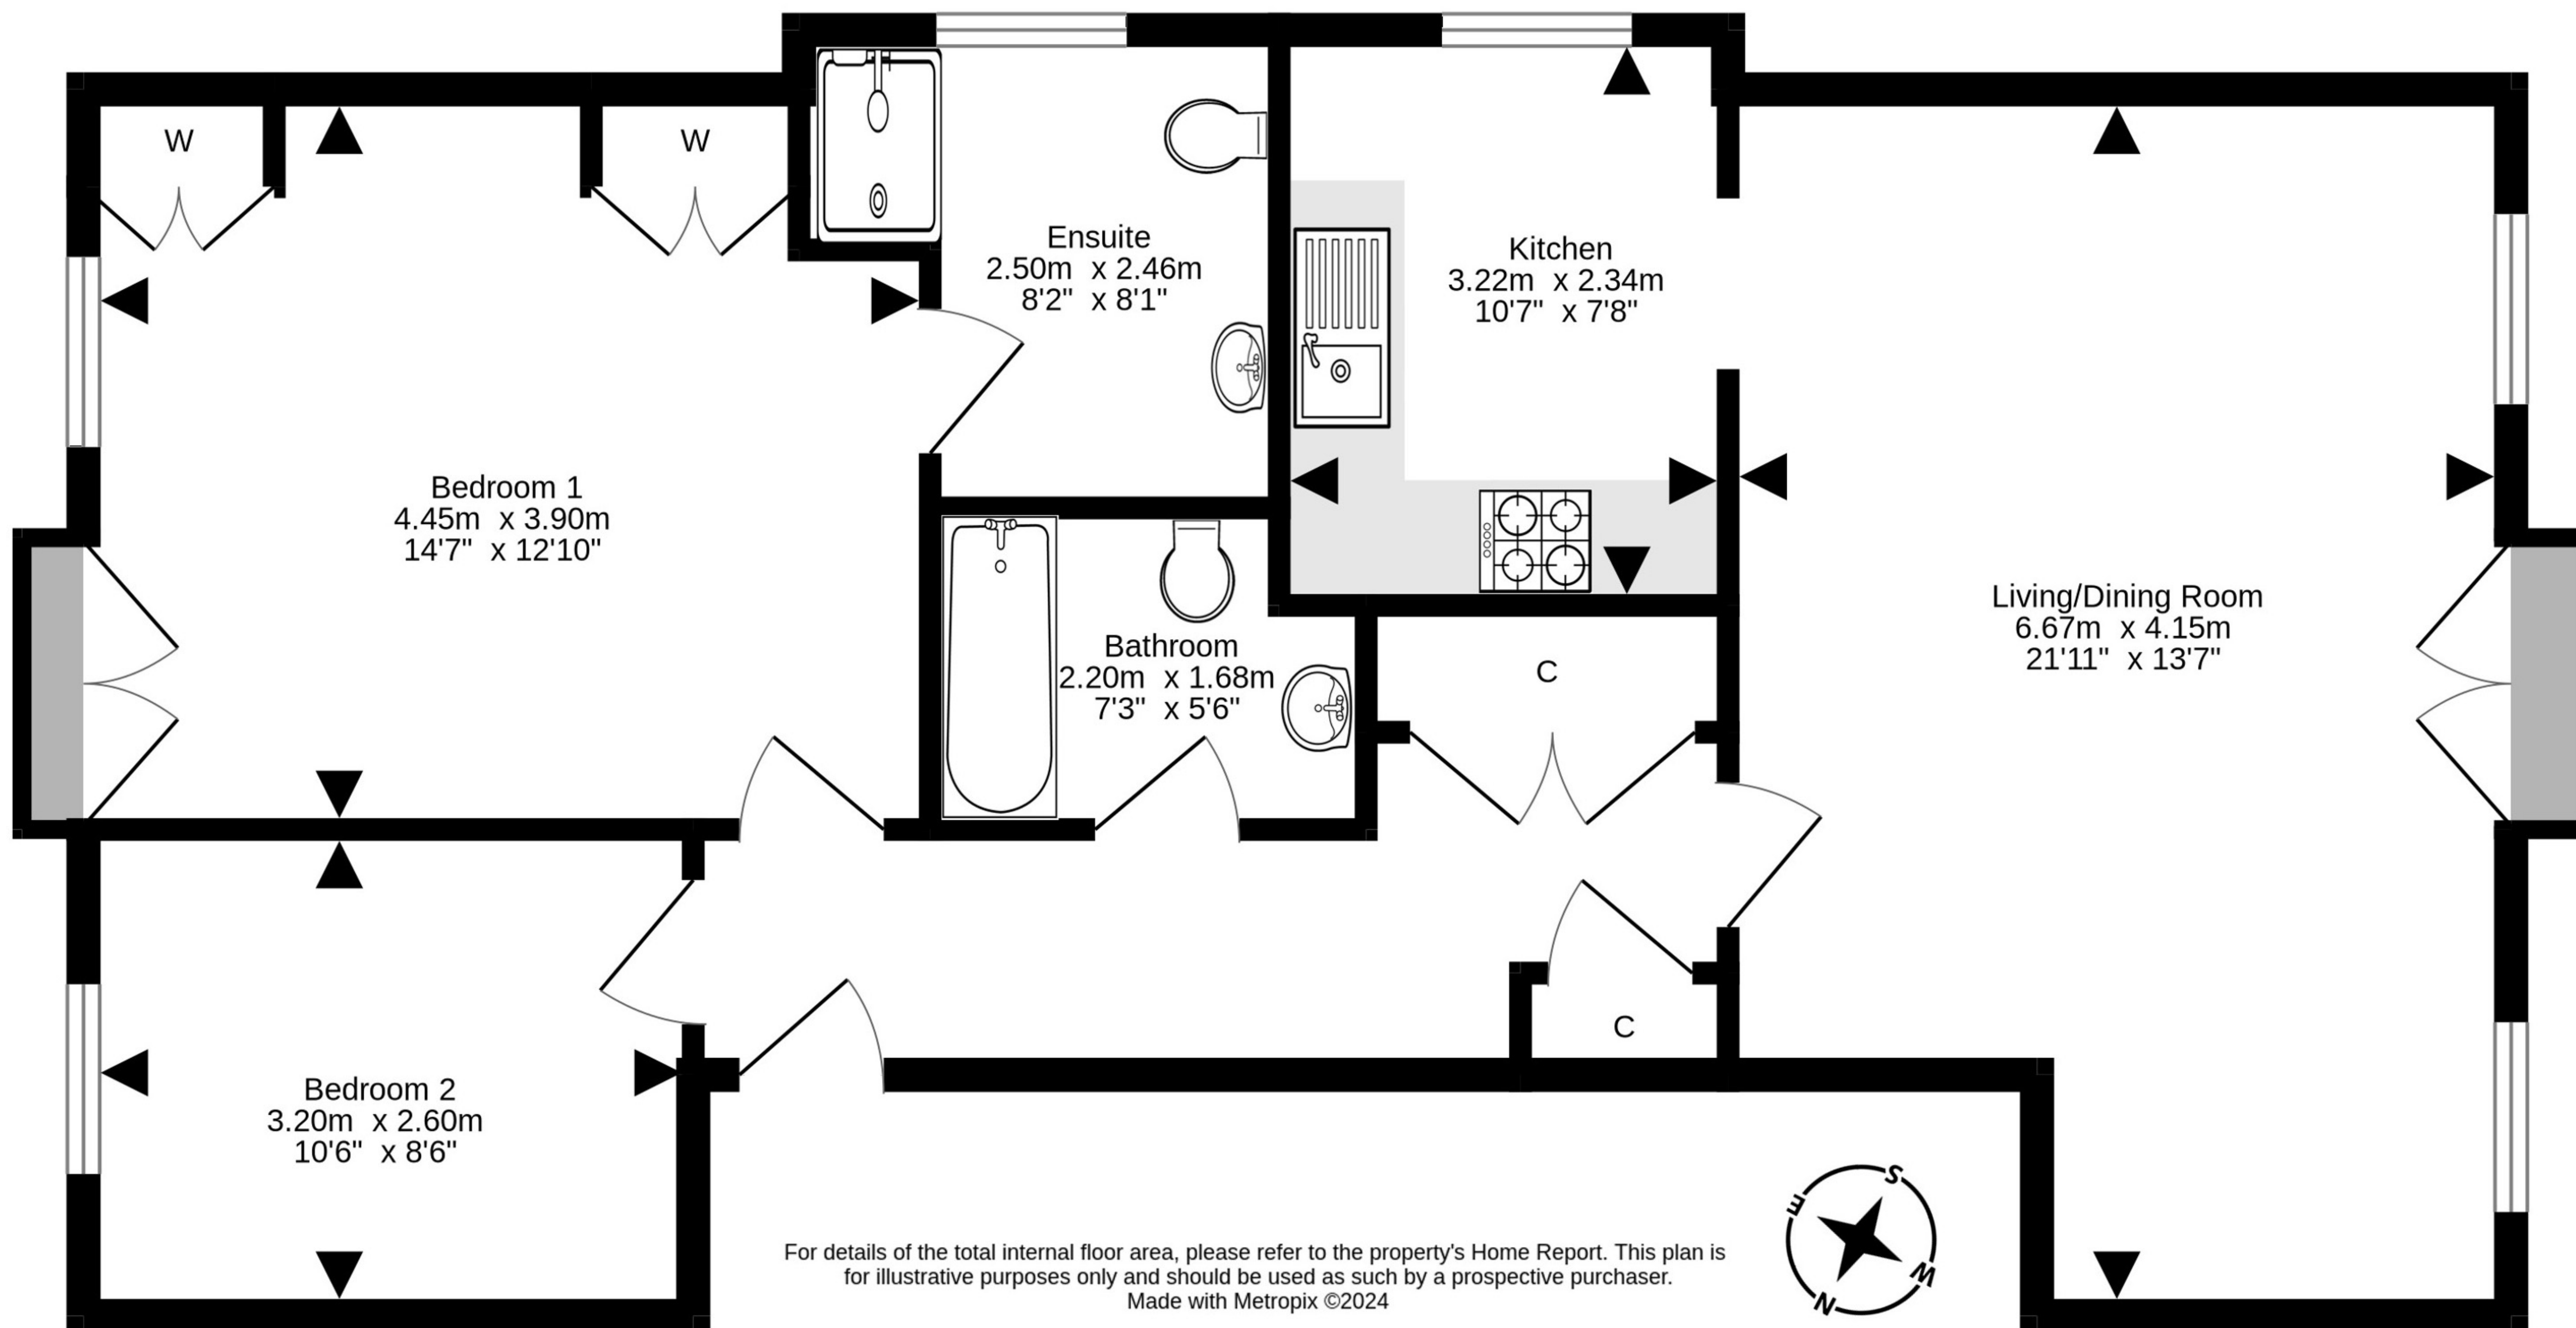 W
W
Ensuite
2.50m x 2.46m
8'2" x 8'1"
Kitchen
3.22m x 2.34m
10'7" x 7'8"
Bedroom 1
4.45m x 3.90m
14'7" x 12'10"
Bathroom
2.20m x 1.68m
7'3" x 5'6"
C
Living/Dining Room
6.67m x 4.15m
21'11" x 13'7"
C
Bedroom 2
3.20m x 2.60m
10'6" x 8'6"
S
E
W
N
For details of the total internal floor area, please refer to the property's Home Report. This plan is
for illustrative purposes only and should be used as such by a prospective purchaser.
Made with Metropix ©2024